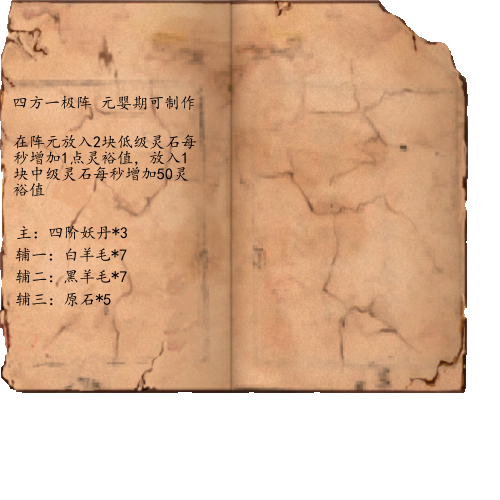 四方一极阵 元婴期可制作
在阵元放入2块低级灵石每
秒增加1点灵裕值，放入1
块中级灵石每秒增加50灵
裕值
主：四阶妖丹*3
辅一：白羊毛*7
辅二：黑羊毛*7
辅三：原石*5